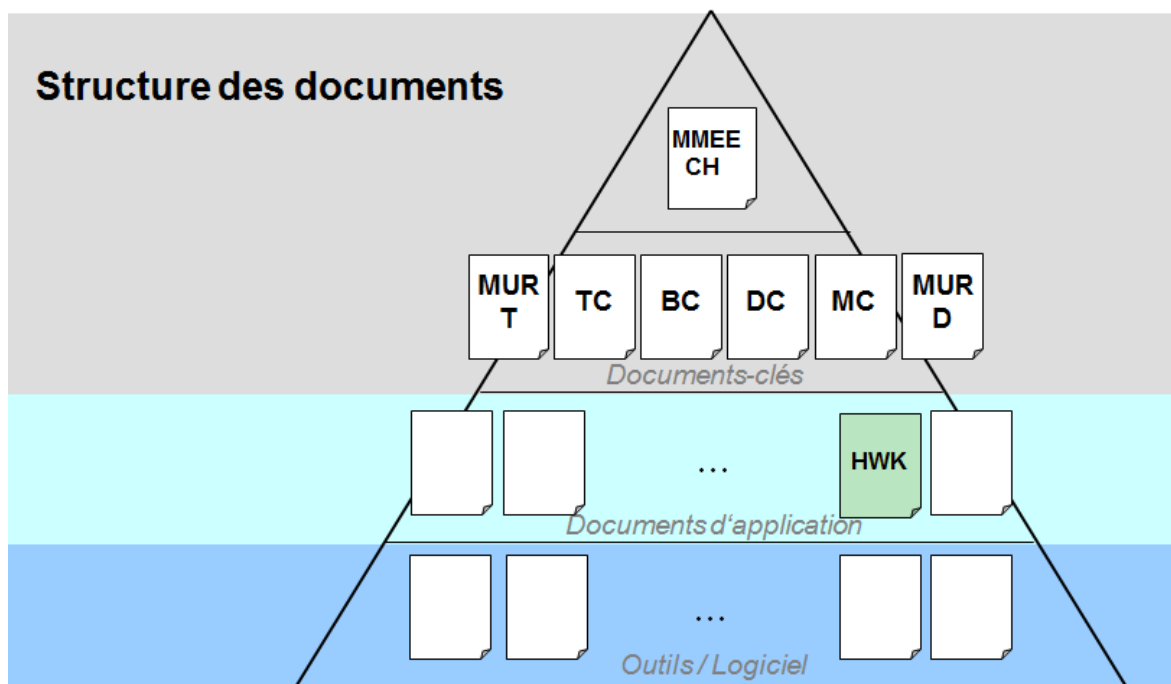 Structure des documents
MMEE
CH
MUR
T
TC
BC
DC
MC
MUR
D
Documents-clés
...
HWK
Documents d‘application
...
Outils / Logiciel